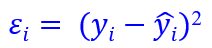 εᵢ = (yᵢ − ŷᵢ)²